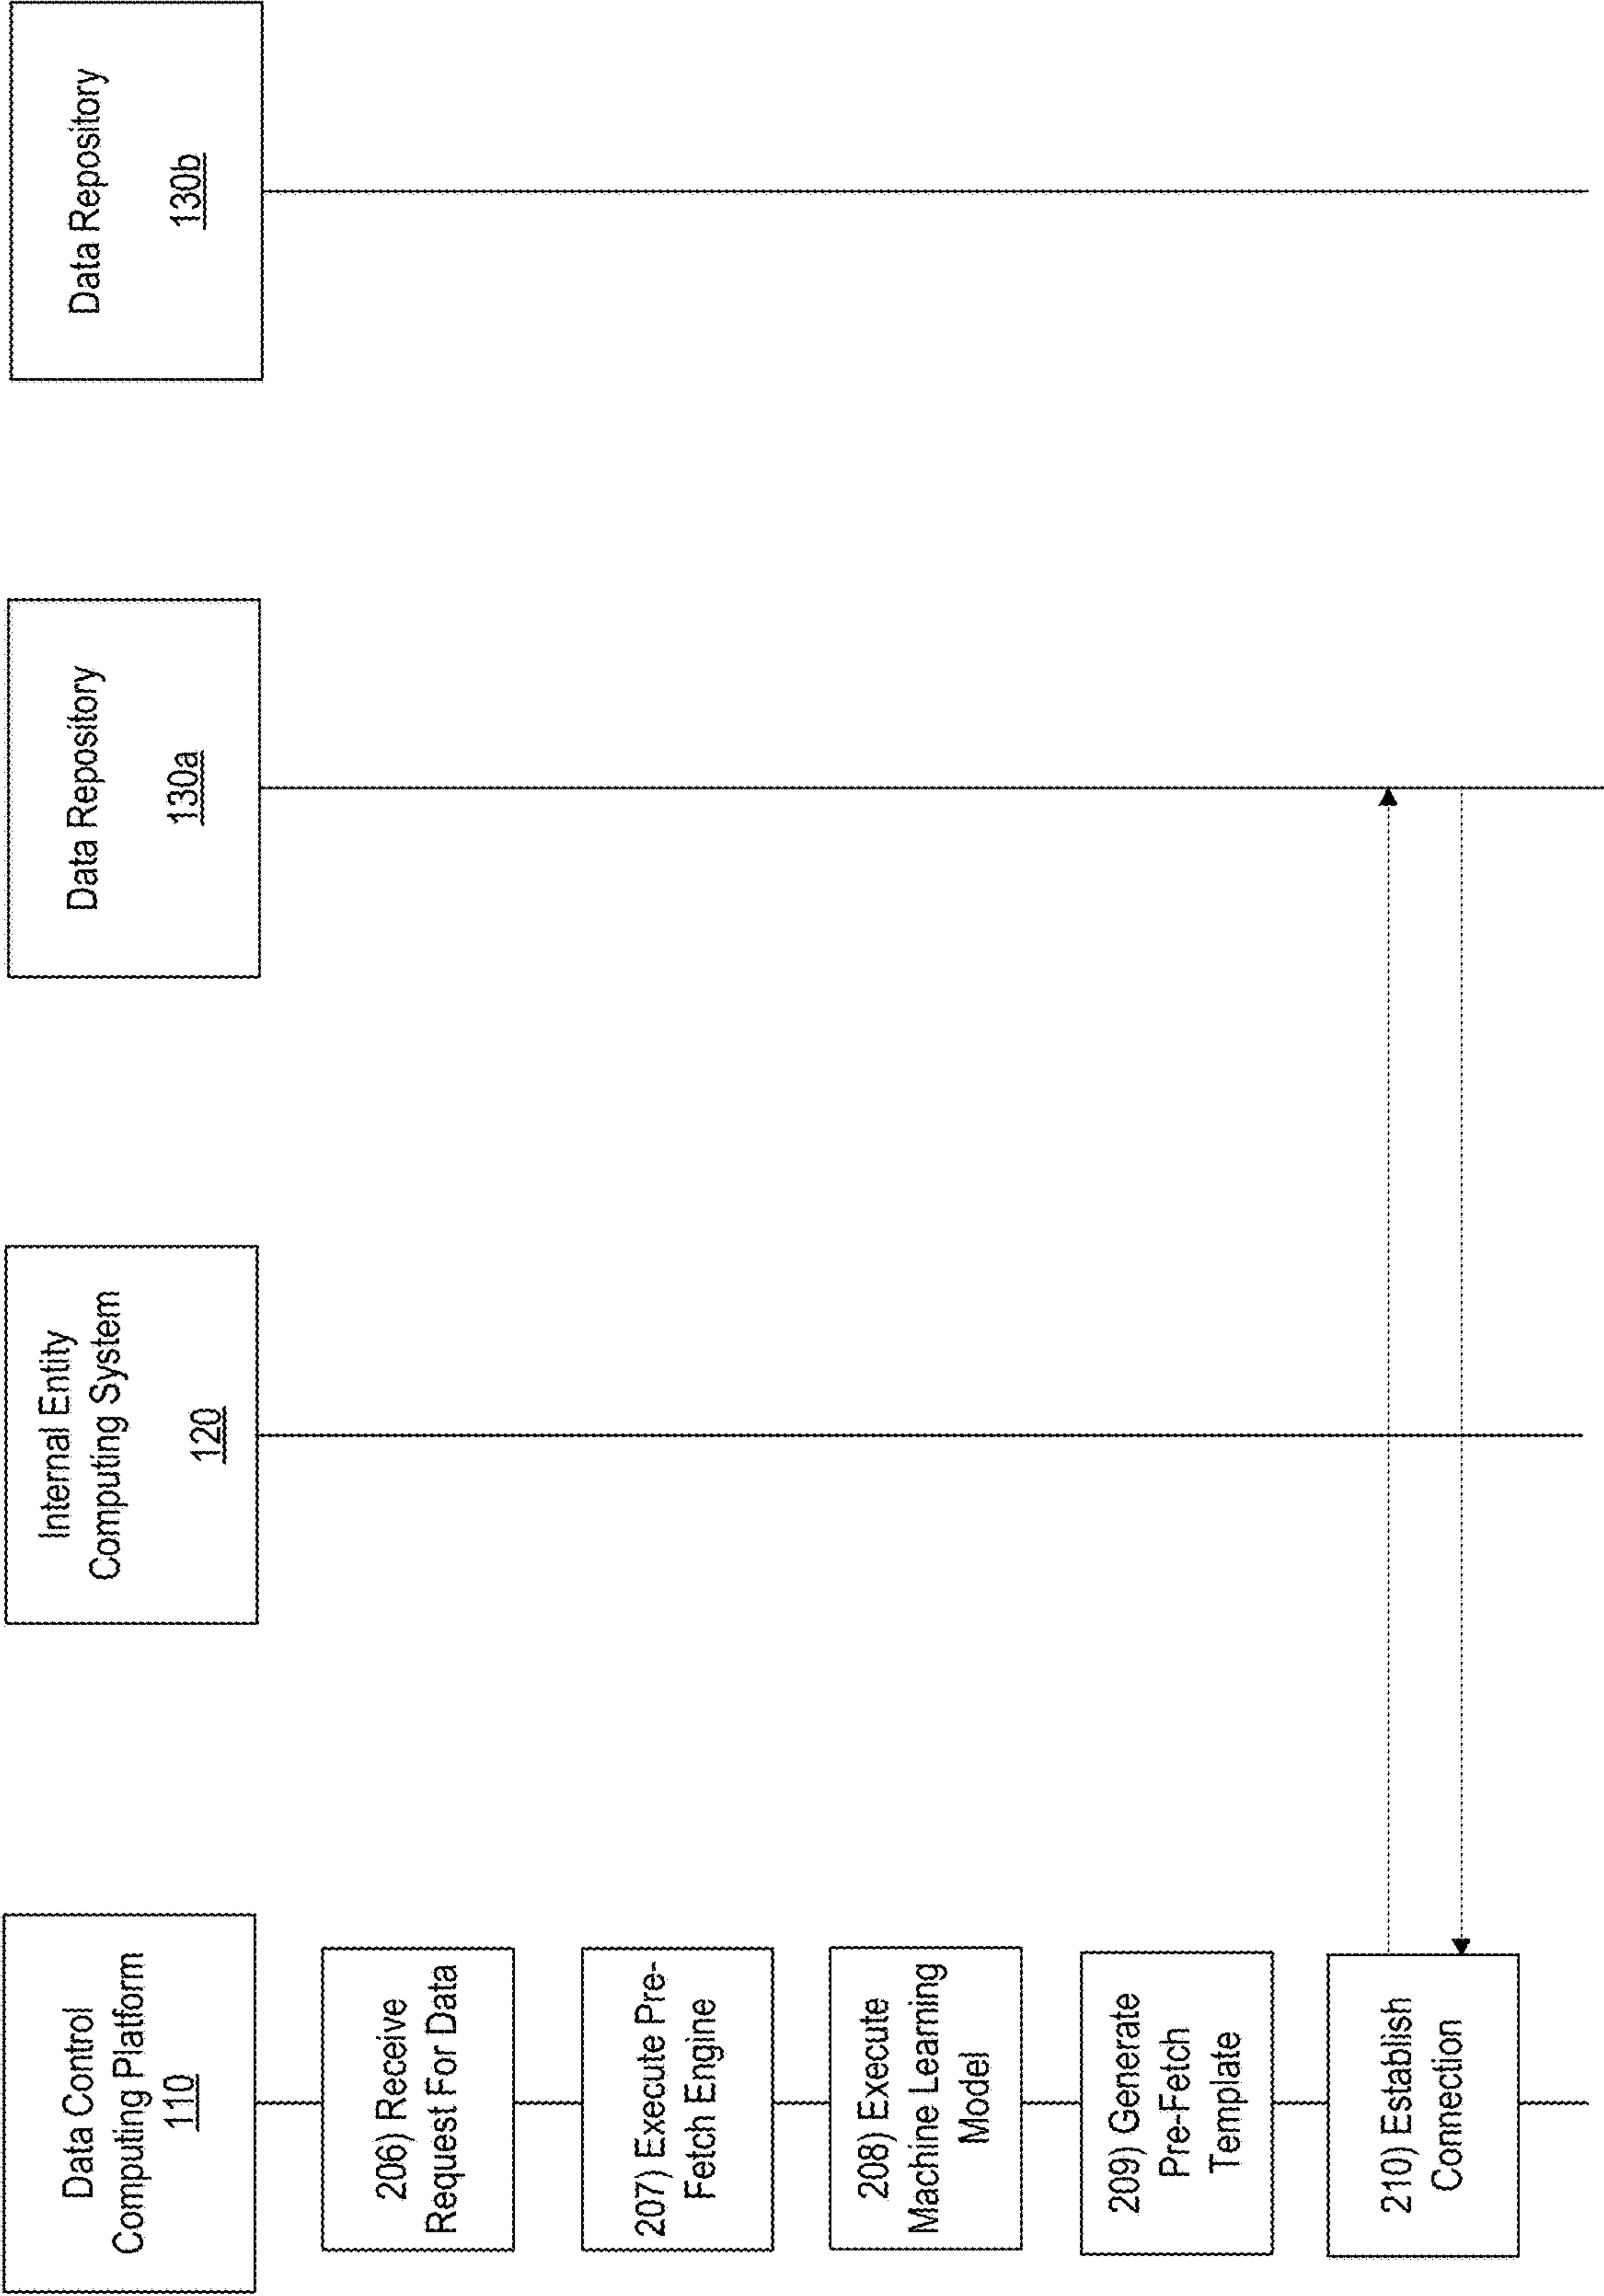 Data Control
Computing Platform
110
Internal Entity
Computing System
120
Data Repository
130a
Data Repository
130b
206) Receive
Request For Data
207) Execute Pre-
Fetch Engine
208) Execute
Machine Learning
Model
209) Generate
Pre-Fetch
Template
210) Establish
Connection